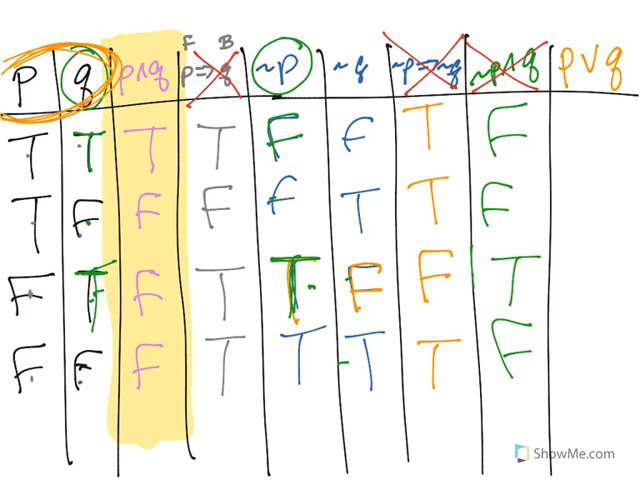 F B
p q p∧q p=>q ~p ~q ~p=>~q ~p∧q p∨q
T T T T F F T F
T F F F F T T F
F T F T T F F T
F F F T T T T F
ShowMe.com